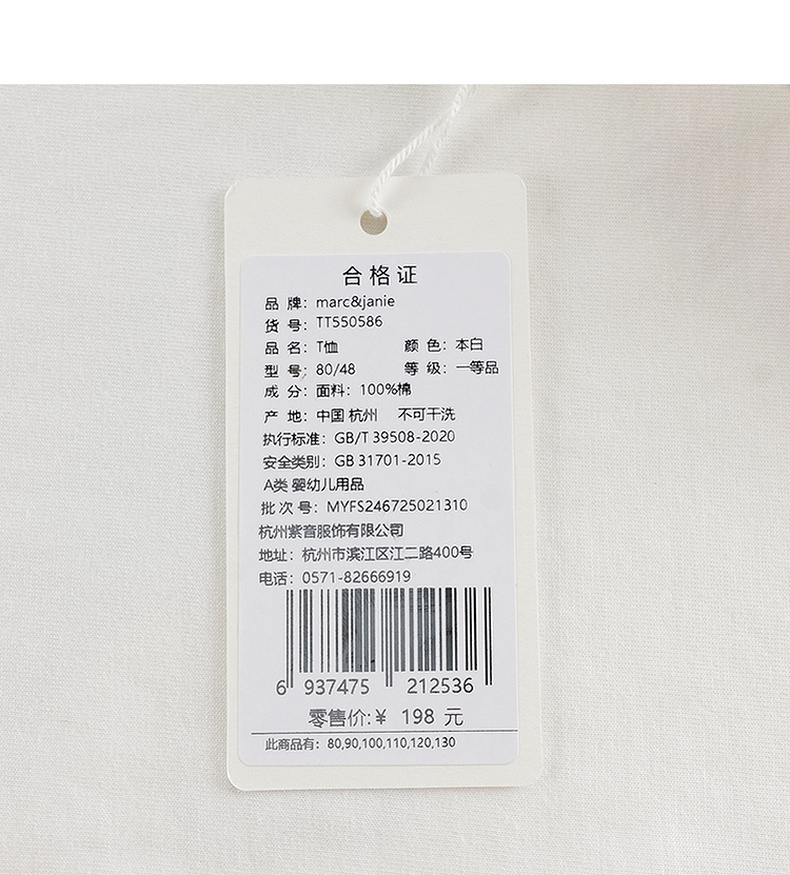 合格证
品 牌：marc&janie
货 号：TT550586
品 名：T恤 颜 色：本白
型 号：80/48 等 级：一等品
成 分：面料：100%棉
产 地：中国 杭州 不可干洗
执行标准：GB/T 39508-2020
安全类别：GB 31701-2015
A类 婴幼儿用品
批 次 号：MYFS246725021310
杭州紫音服饰有限公司
地址：杭州市滨江区江二路400号
电话：0571-82666919
6 937475 212536
零售价:¥ 198 元
此商品有：80,90,100,110,120,130